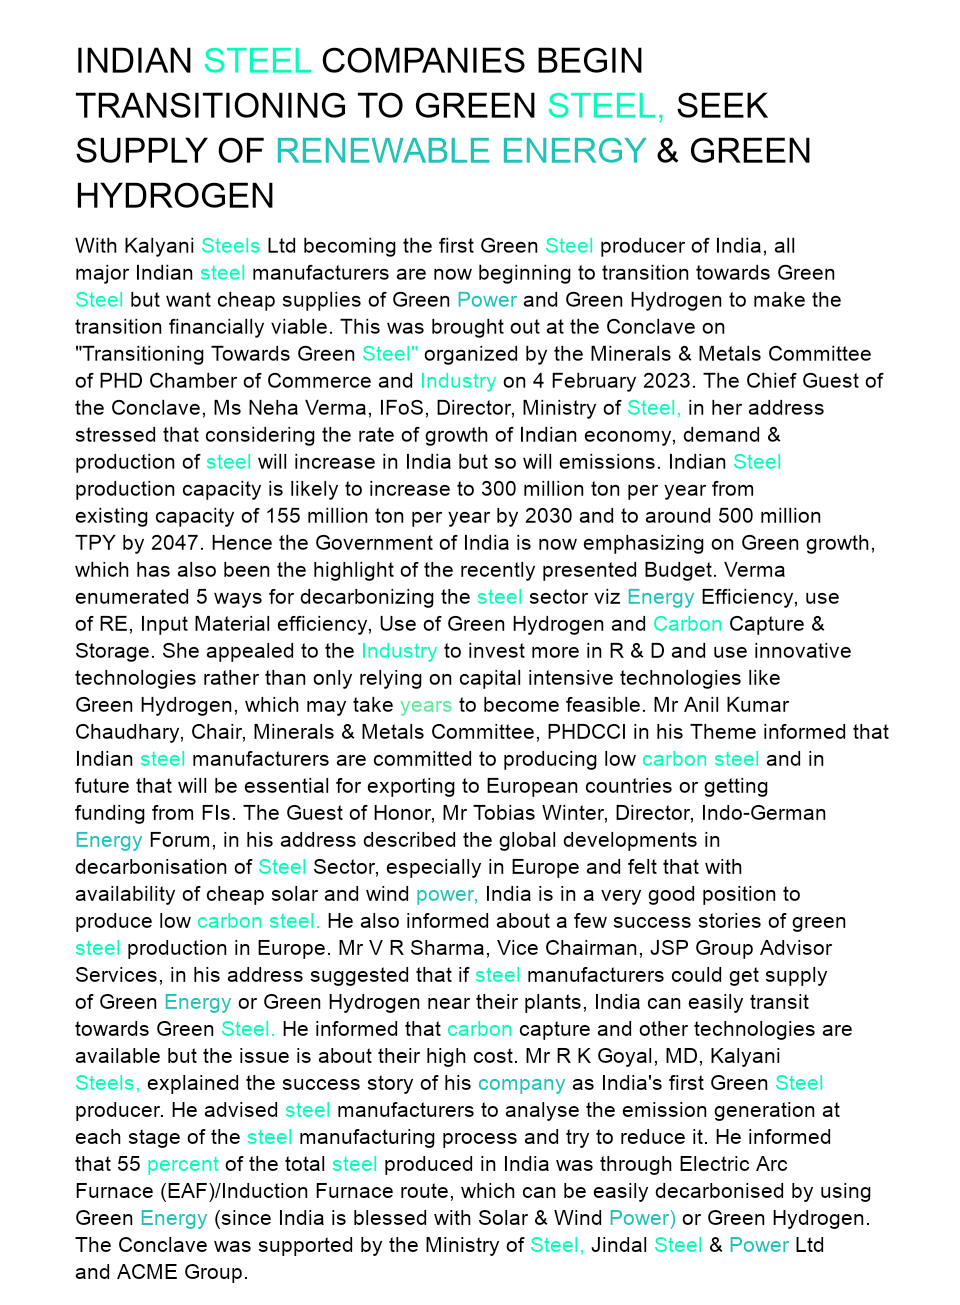 INDIAN STEEL COMPANIES BEGIN
TRANSITIONING TO GREEN STEEL, SEEK
SUPPLY OF RENEWABLE ENERGY & GREEN
HYDROGEN
With Kalyani Steels Ltd becoming the first Green Steel producer of India, all
major Indian steel manufacturers are now beginning to transition towards Green
Steel but want cheap supplies of Green Power and Green Hydrogen to make the
transition financially viable. This was brought out at the Conclave on
"Transitioning Towards Green Steel" organized by the Minerals & Metals Committee
of PHD Chamber of Commerce and Industry on 4 February 2023. The Chief Guest of
the Conclave, Ms Neha Verma, IFoS, Director, Ministry of Steel, in her address
stressed that considering the rate of growth of Indian economy, demand &
production of steel will increase in India but so will emissions. Indian Steel
production capacity is likely to increase to 300 million ton per year from
existing capacity of 155 million ton per year by 2030 and to around 500 million
TPY by 2047. Hence the Government of India is now emphasizing on Green growth,
which has also been the highlight of the recently presented Budget. Verma
enumerated 5 ways for decarbonizing the steel sector viz Energy Efficiency, use
of RE, Input Material efficiency, Use of Green Hydrogen and Carbon Capture &
Storage. She appealed to the Industry to invest more in R & D and use innovative
technologies rather than only relying on capital intensive technologies like
Green Hydrogen, which may take years to become feasible. Mr Anil Kumar
Chaudhary, Chair, Minerals & Metals Committee, PHDCCI in his Theme informed that
Indian steel manufacturers are committed to producing low carbon steel and in
future that will be essential for exporting to European countries or getting
funding from FIs. The Guest of Honor, Mr Tobias Winter, Director, Indo-German
Energy Forum, in his address described the global developments in
decarbonisation of Steel Sector, especially in Europe and felt that with
availability of cheap solar and wind power, India is in a very good position to
produce low carbon steel. He also informed about a few success stories of green
steel production in Europe. Mr V R Sharma, Vice Chairman, JSP Group Advisor
Services, in his address suggested that if steel manufacturers could get supply
of Green Energy or Green Hydrogen near their plants, India can easily transit
towards Green Steel. He informed that carbon capture and other technologies are
available but the issue is about their high cost. Mr R K Goyal, MD, Kalyani
Steels, explained the success story of his company as India's first Green Steel
producer. He advised steel manufacturers to analyse the emission generation at
each stage of the steel manufacturing process and try to reduce it. He informed
that 55 percent of the total steel produced in India was through Electric Arc
Furnace (EAF)/Induction Furnace route, which can be easily decarbonised by using
Green Energy (since India is blessed with Solar & Wind Power) or Green Hydrogen.
The Conclave was supported by the Ministry of Steel, Jindal Steel & Power Ltd
and ACME Group.